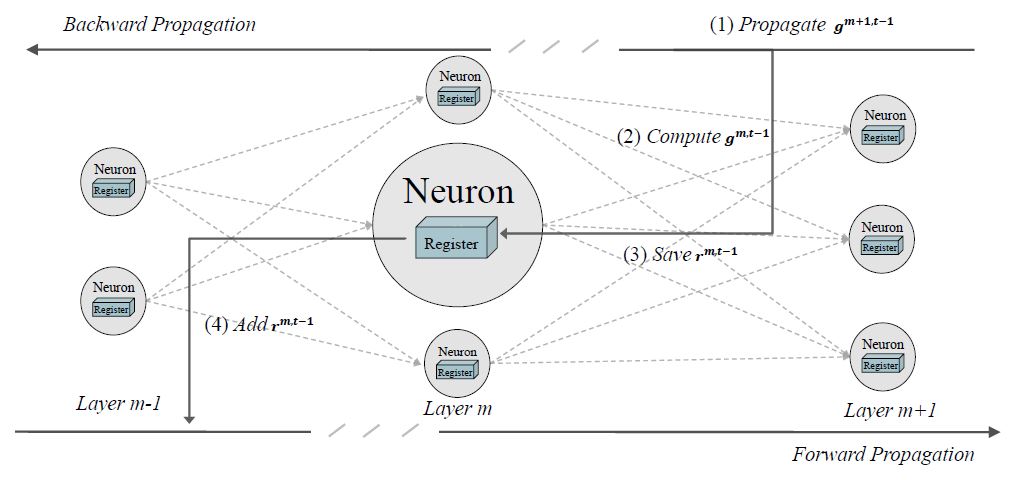 Backward Propagation
(1) Propagate g^{m+1,t-1}
Neuron
Register
Neuron
Register
(2) Compute g^{m,t-1}
Neuron
Register
Neuron
Register
Neuron
Register
(3) Save r^{m,t-1}
Neuron
Register
(4) Add r^{m,t-1}
Neuron
Register
Neuron
Register
Layer m-1
Layer m
Layer m+1
Forward Propagation